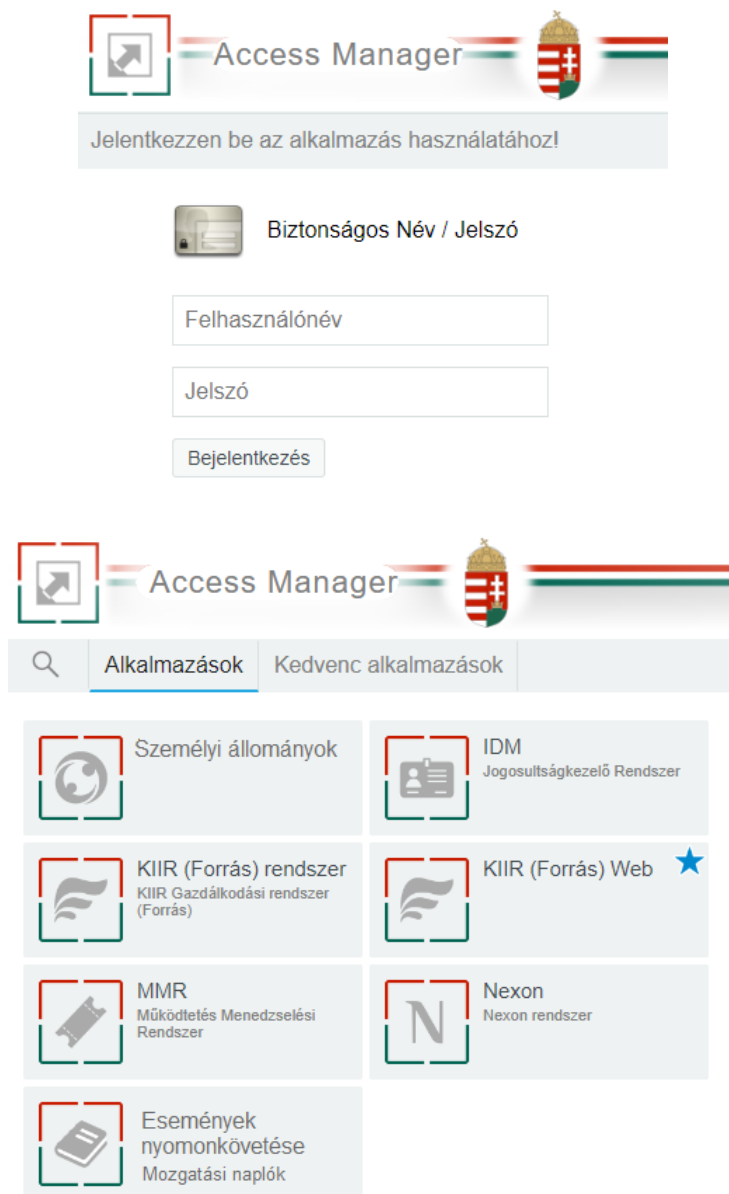 Access Manager
Jelentkezzen be az alkalmazás használatához!
Biztonságos Név / Jelszó
Felhasználónév
Jelszó
Bejelentkezés
Access Manager
Alkalmazások
Kedvenc alkalmazások
Személyi állományok
IDM
Jogosultságkezelő Rendszer
KIIR (Forrás) rendszer
KIIR Gazdálkodási rendszer
(Forrás)
KIIR (Forrás) Web
MMR
Működtetés Menedzselési
Rendszer
N
Nexon
Nexon rendszer
Események
nyomonkövetése
Mozgatási naplók